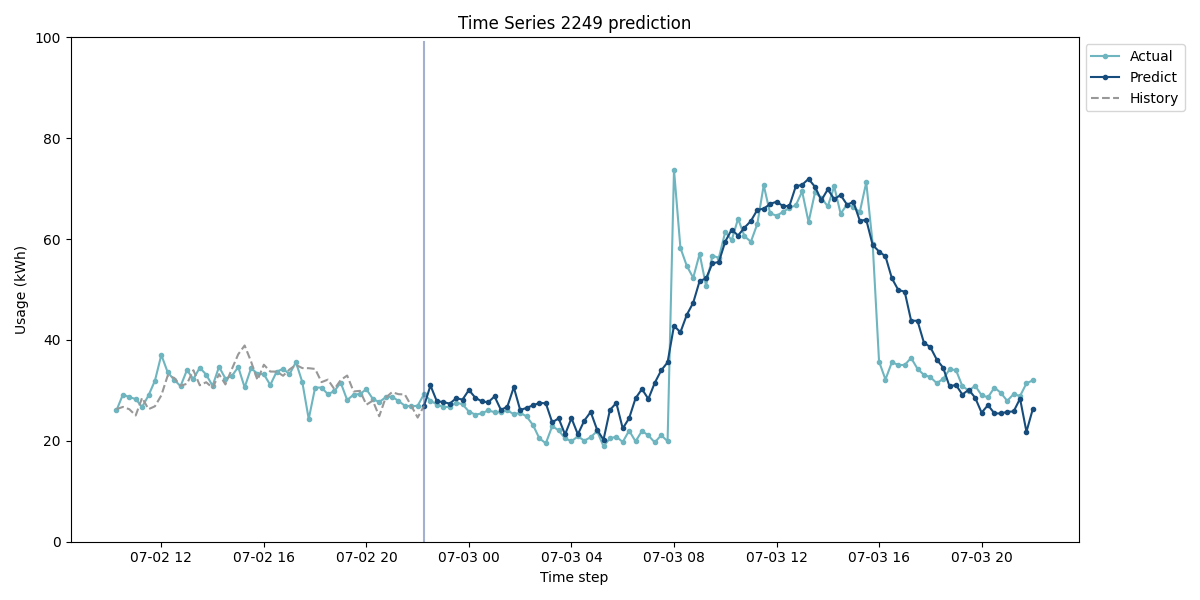 Time Series 2249 prediction
Usage (kWh)
100
80
60
40
20
0
07-02 12
07-02 16
07-02 20
07-03 00
07-03 04
07-03 08
07-03 12
07-03 16
07-03 20
Time step
Actual
Predict
History